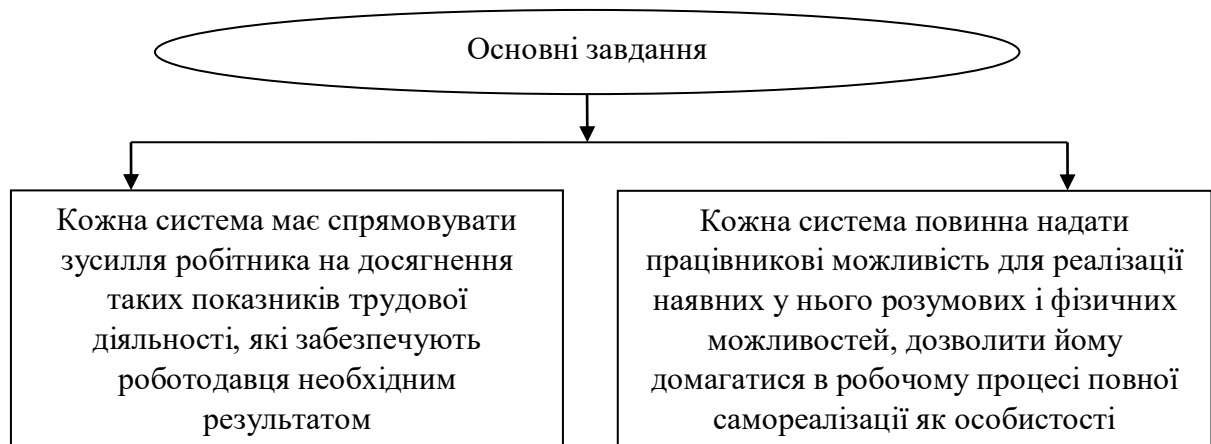 Основні завдання
Кожна система має спрямовувати
зусилля робітника на досягнення
таких показників трудової
діяльності, які забезпечують
роботодавця необхідним
результатом
Кожна система повинна надати
працівникові можливість для реалізації
наявних у нього розумових і фізичних
можливостей, дозволити йому
домагатися в робочому процесі повної
самореалізації як особистості